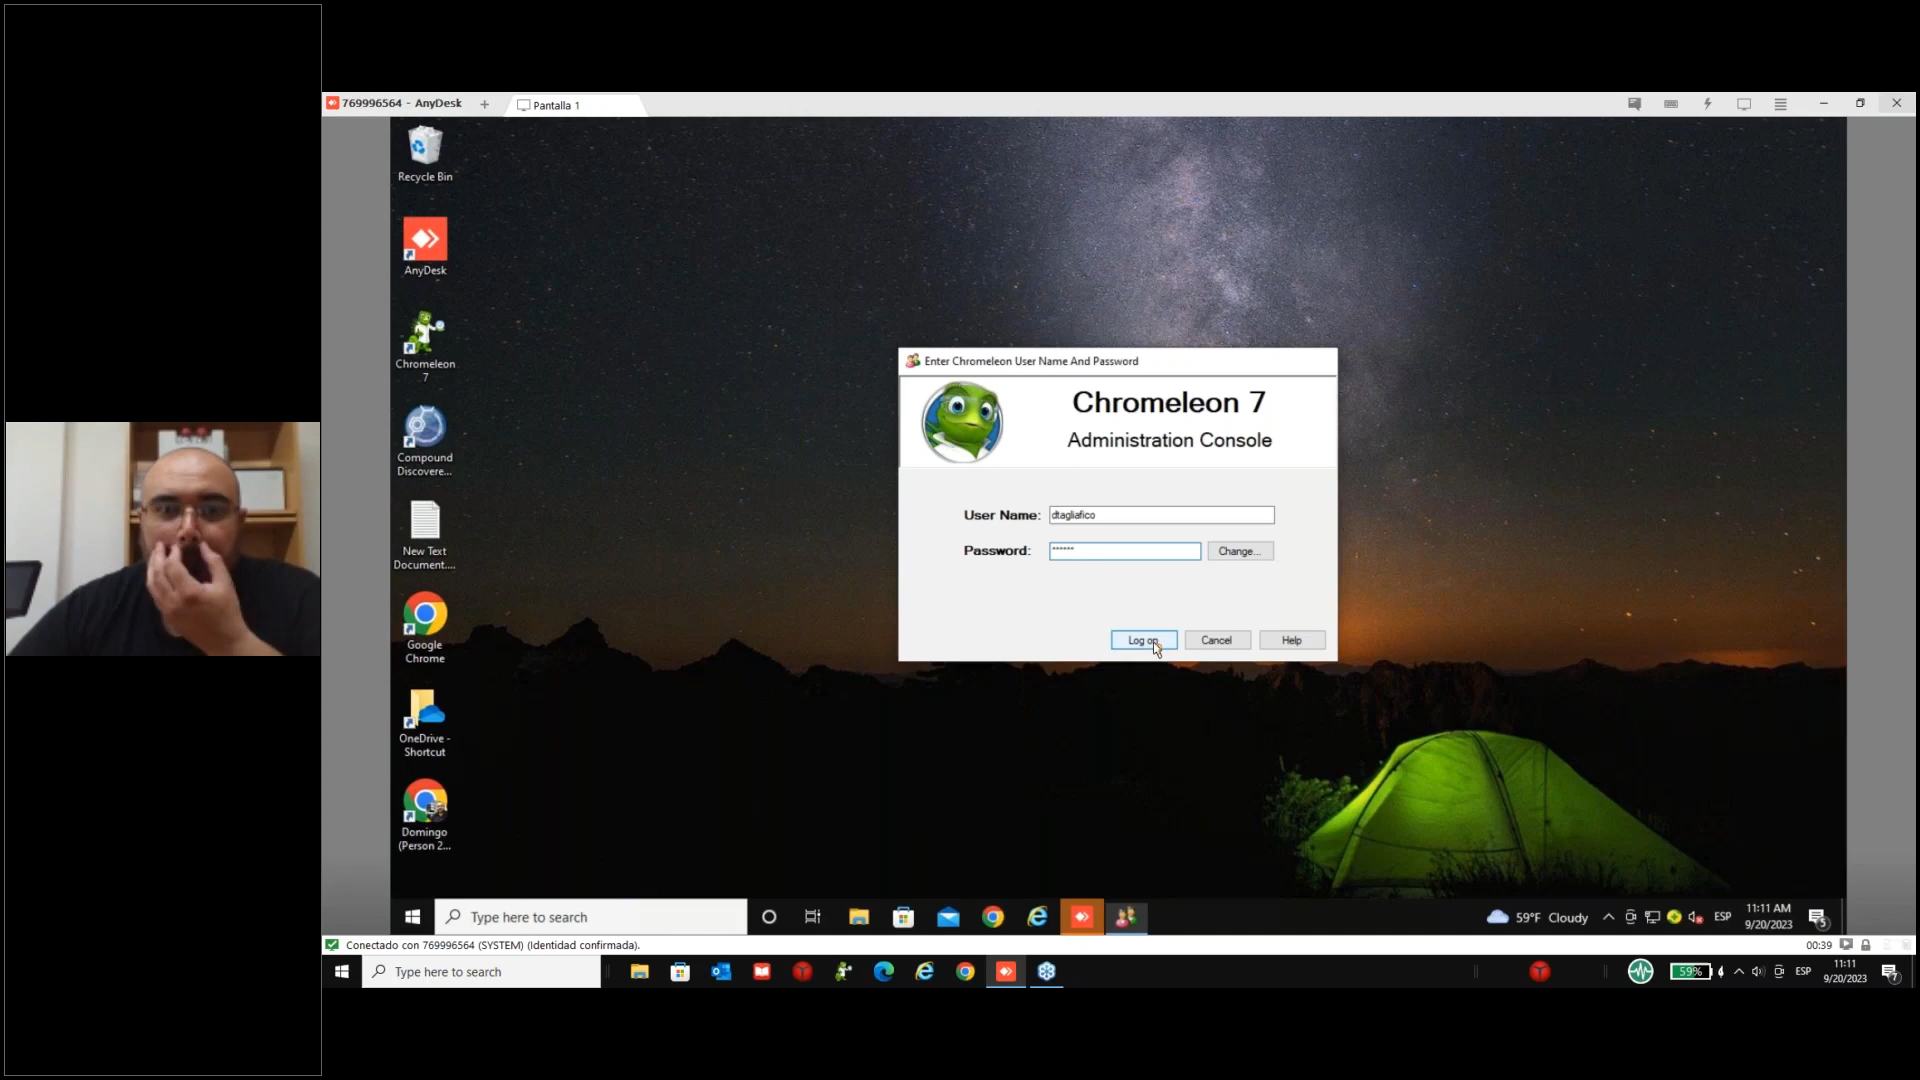 769996564 - AnyDesk
Pantalla 1
Recycle Bin
AnyDesk
Chromeleon
7
Compound
Discovere...
New Text
Document....
Google
Chrome
OneDrive -
Shortcut
Domingo
(Person 2...
Enter Chromeleon User Name And Password
Chromeleon 7
Administration Console
User Name:
dtagliafico
Password:
******
Change...
Log on
Cancel
Help
Type here to search
59°F Cloudy
ESP
11:11 AM
9/20/2023
5
Conectado con 769996564 (SYSTEM) (Identidad confirmada).
00:39
Type here to search
59%
ESP
11:11
9/20/2023
7